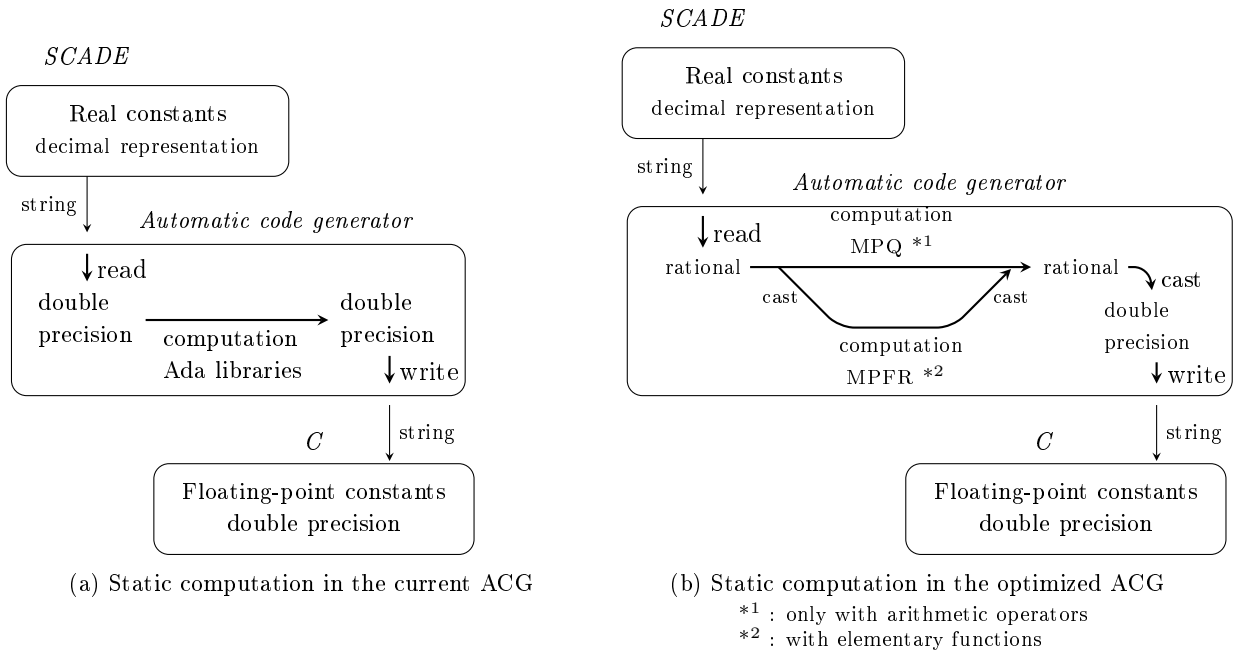 SCADE
Real constants
decimal representation
string
Automatic code generator
read
double
precision
computation
Ada libraries
double
precision
write
string
C
Floating-point constants
double precision
(a) Static computation in the current ACG
SCADE
Real constants
decimal representation
string
Automatic code generator
read
rational
computation
MPQ *1
cast
computation
MPFR *2
cast
rational
cast
double
precision
write
string
C
Floating-point constants
double precision
(b) Static computation in the optimized ACG
*1 : only with arithmetic operators
*2 : with elementary functions